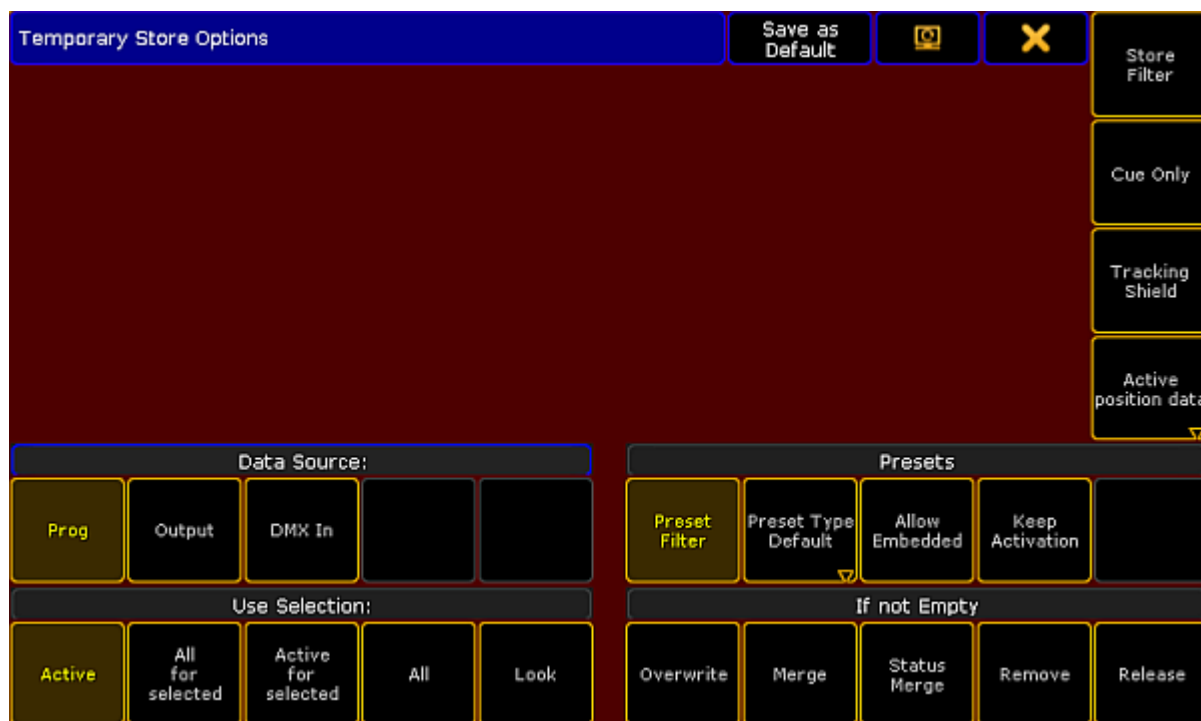 Temporary Store Options
Save as
Default
Store
Filter
Cue Only
Tracking
Shield
Active
position data
Data Source:
Presets
Prog
Output
DMX In
Preset
Filter
Preset Type
Default
Allow
Embedded
Keep
Activation
Use Selection:
If not Empty
Active
All
for
selected
Active
for
selected
All
Look
Overwrite
Merge
Status
Merge
Remove
Release